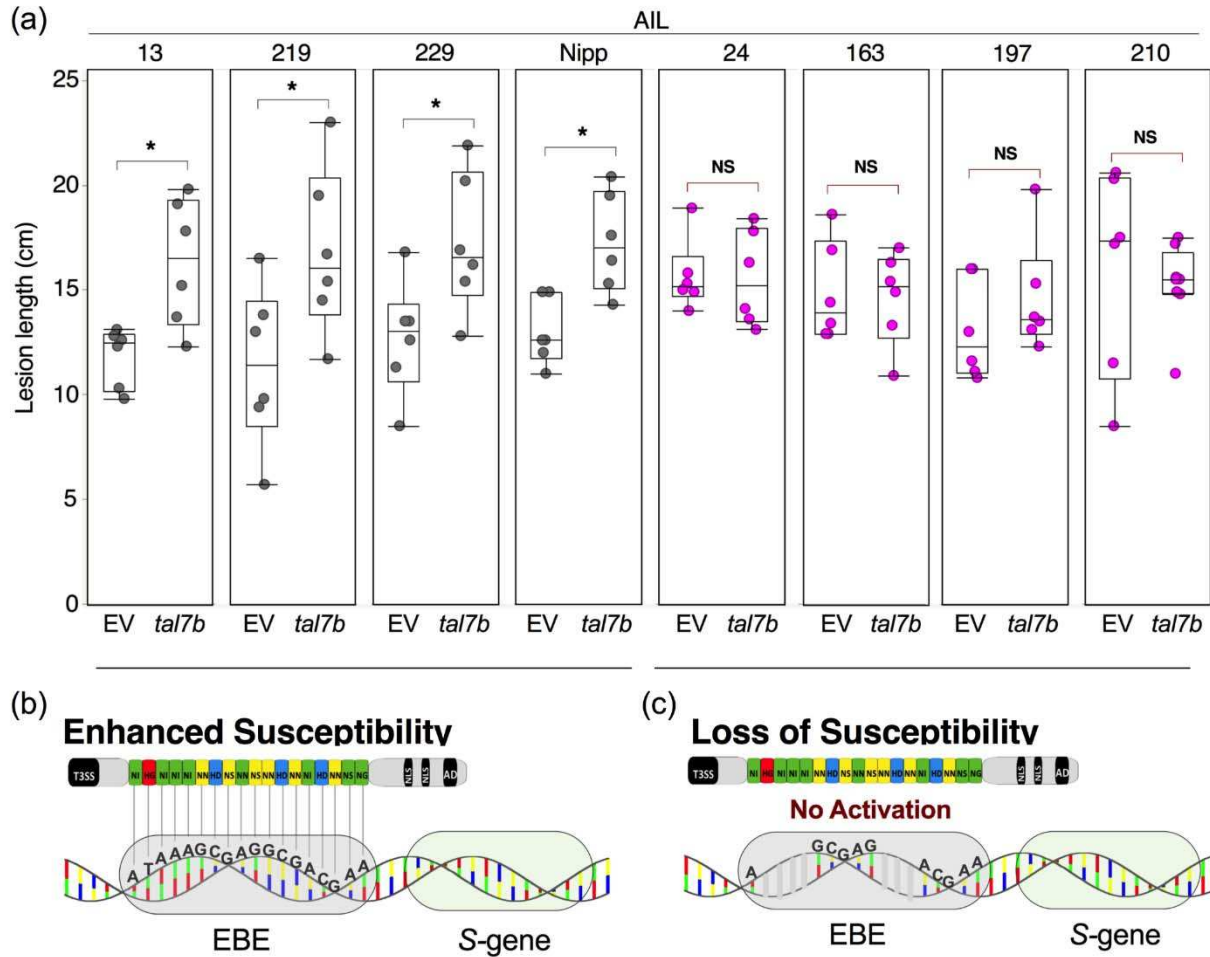 (a)
AIL
13 219 229 Nipp 24 163 197 210
25
20
15
10
5
0
Lesion length (cm)
* * * * NS NS NS NS
EV tal7b EV tal7b EV tal7b EV tal7b EV tal7b EV tal7b EV tal7b EV tal7b
(b)
Enhanced Susceptibility
T3SS NI HG NI NI NI NN HD NS NN NS NN HD NN NI HD NN NS NG NLS NLS AD
A T A A A G C G A G G C G A C G A A
EBE S-gene
(c)
Loss of Susceptibility
T3SS NI HG NI NI NI NN HD NS NN NS NN HD NN NI HD NN NS NG NLS NLS AD
No Activation
A G C G A G A C G A A
EBE S-gene